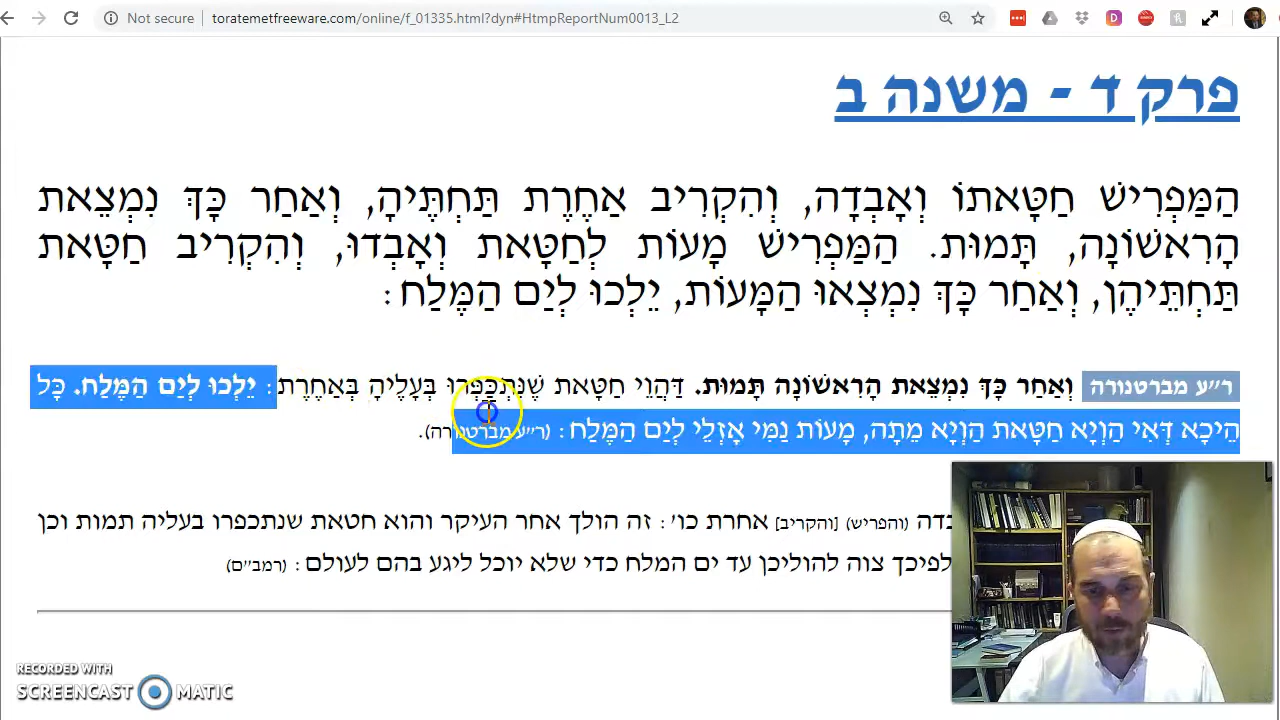 Not secure | toratemetfreeware.com/online/f_01335.html?dyn#HtmpReportNum0013_L2
פרק ד - משנה ב
הַמַּפְרִישׁ חַטָּאתוֹ וְאָבְדָה, וְהִקְרִיב אַחֶרֶת תַּחְתֶּיהָ, וְאַחַר כָּךְ נִמְצֵאת
הָרִאשׁוֹנָה, תָּמוּת. הַמַּפְרִישׁ מָעוֹת לְחַטָּאת וְאָבְדוּ, וְהִקְרִיב חַטָּאת
תַּחְתֵּיהֶן, וְאַחַר כָּךְ נִמְצְאוּ הַמָּעוֹת, יֵלְכוּ לְיַם הַמֶּלַח:
ר״ע מברטנורה וְאַחַר כָּךְ נִמְצֵאת הָרִאשׁוֹנָה תָּמוּת. דַּהֲוֵי חַטָּאת שֶׁנִּתְכַּפְּרוּ בְּעָלֶיהָ בְּאַחֶרֶת: יֵלְכוּ לְיַם הַמֶּלַח. כָּל
הֵיכָא דְּאִי הַוְיָא חַטָּאת הַוְיָא מֵתָה, מָעוֹת נַמִּי אָזְלֵי לְיַם הַמֶּלַח: (ר״ע מברטנורה).
בדה (והפריש) [והקריב] אחרת כו׳: זה הולך אחר העיקר והוא חטאת שנתכפרו בעליה תמות וכן
לפיכך צוה להוליכן עד ים המלח כדי שלא יוכל ליגע בהם לעולם: (רמב״ם)
RECORDED WITH
SCREENCAST MATIC